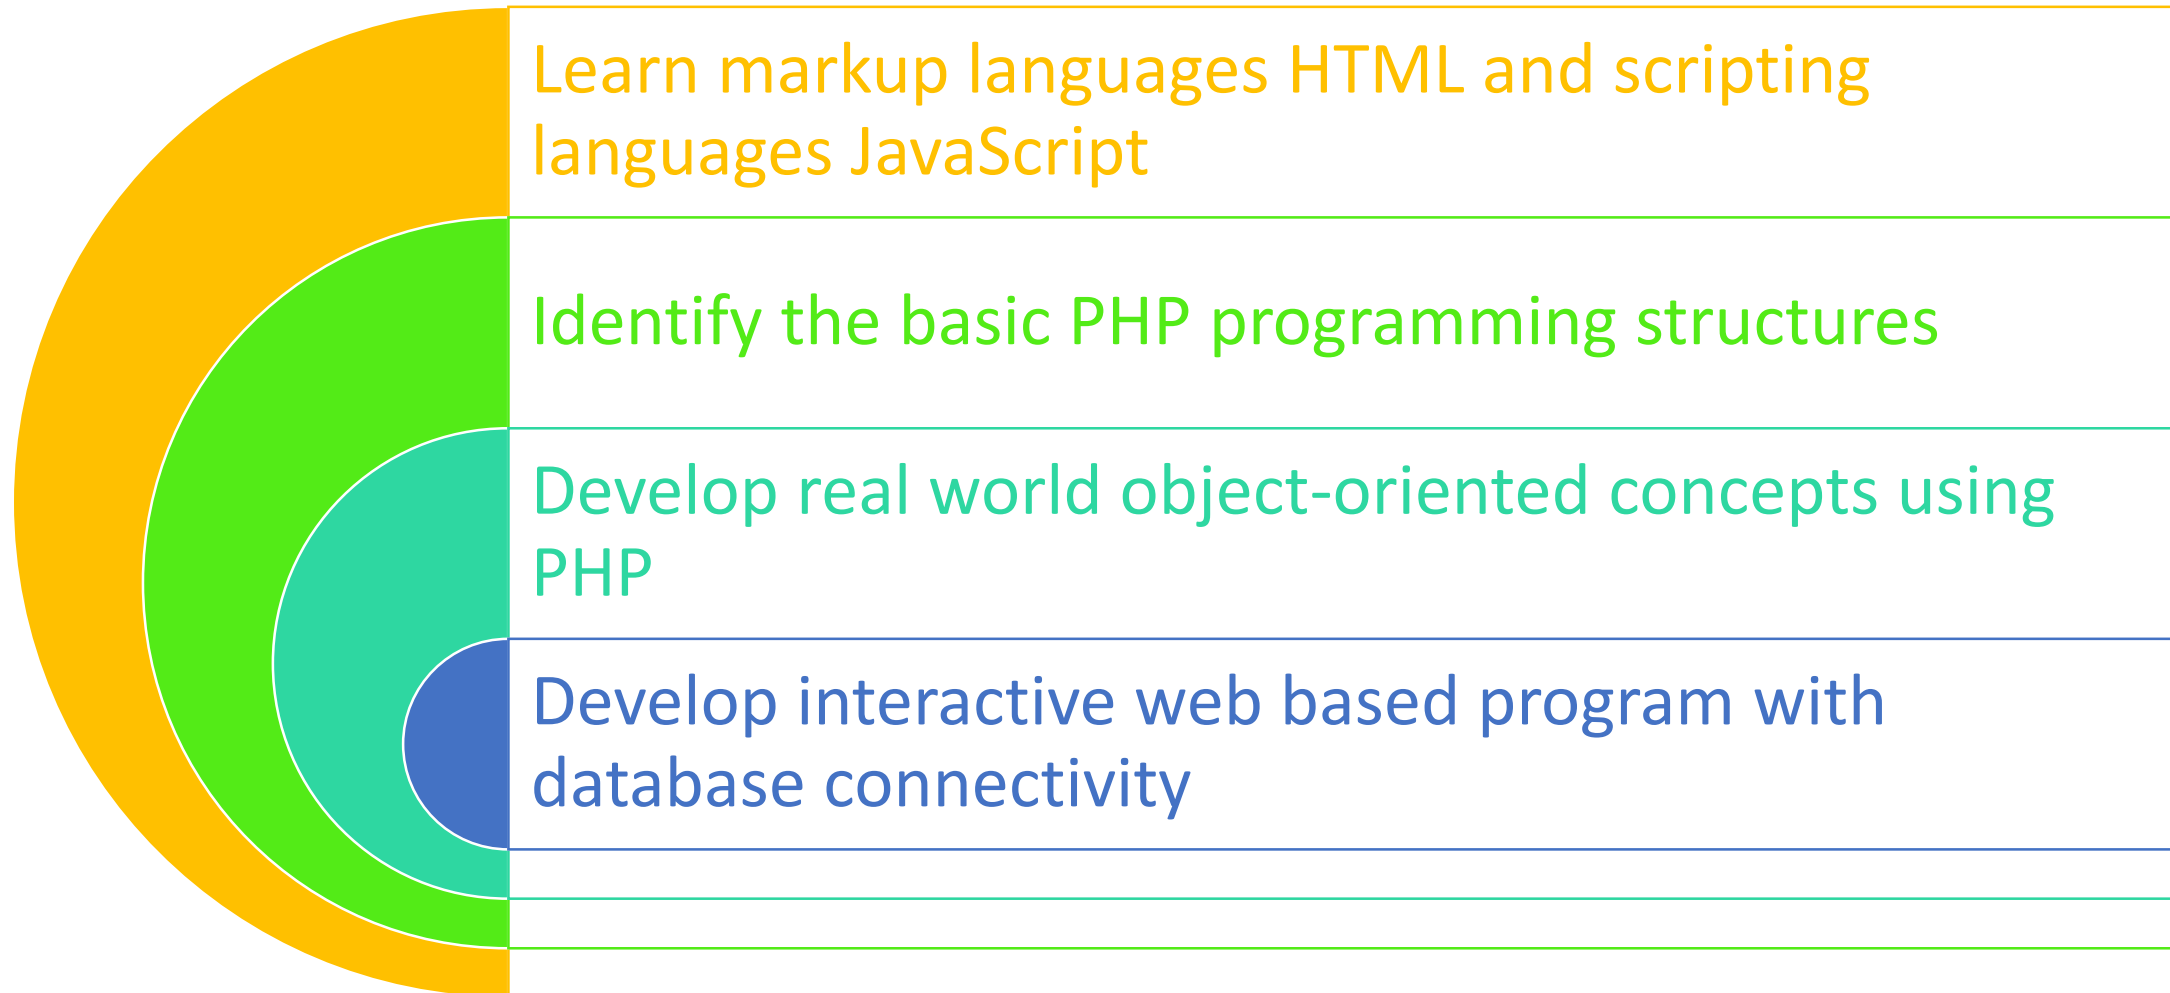 Learn markup languages HTML and scripting
languages JavaScript
Identify the basic PHP programming structures
Develop real world object-oriented concepts using
PHP
Develop interactive web based program with
database connectivity